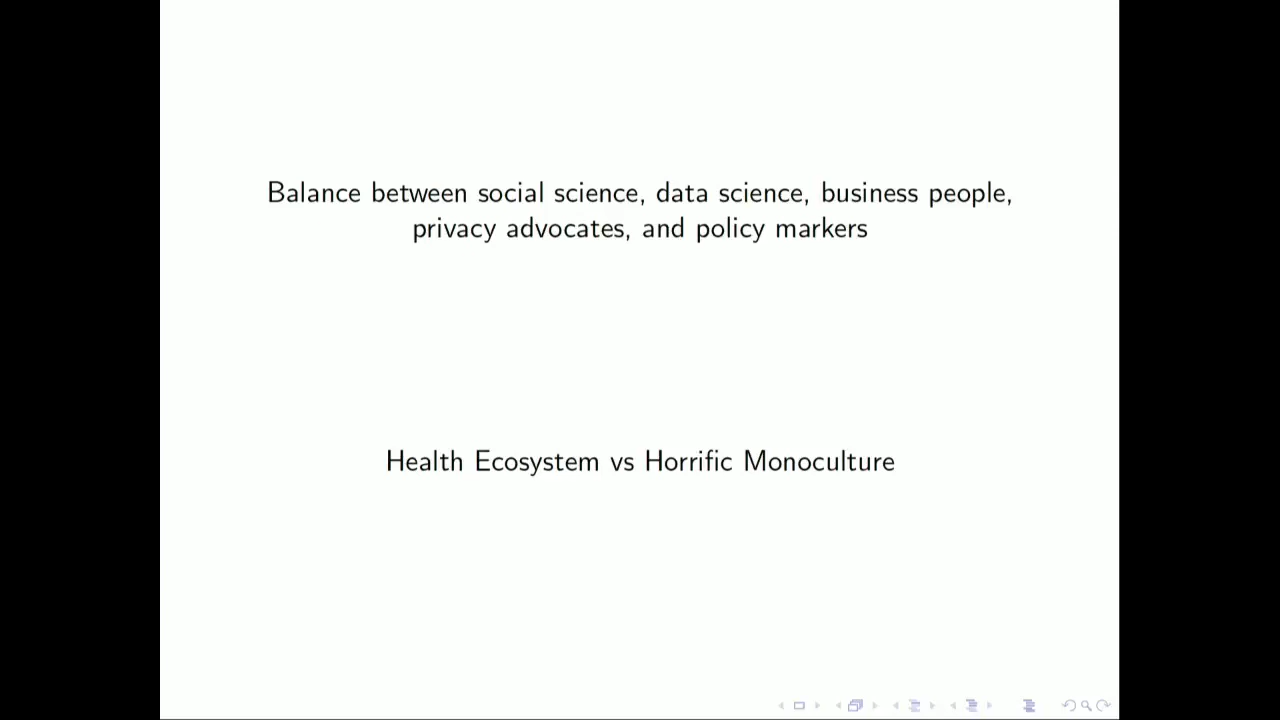 Balance between social science, data science, business people,
privacy advocates, and policy markers
Health Ecosystem vs Horrific Monoculture